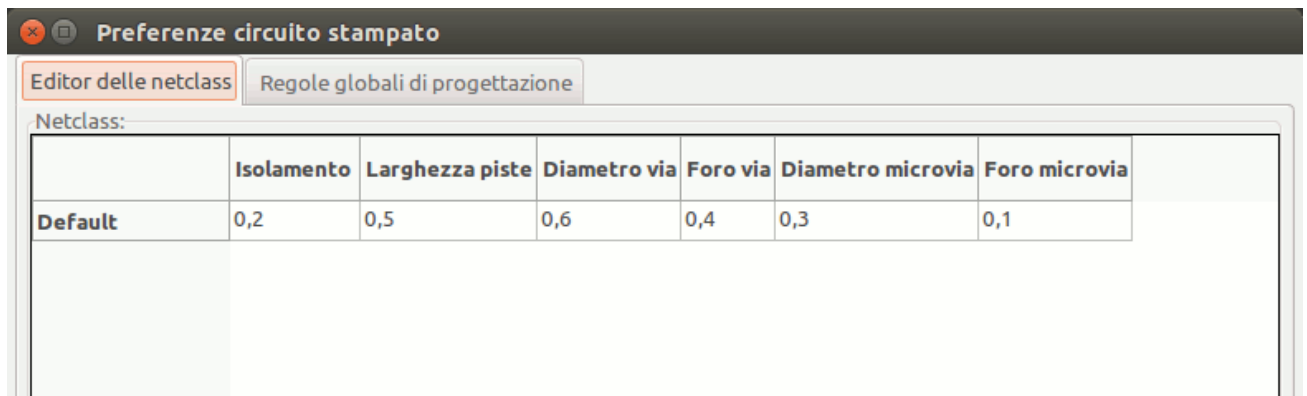 Preferenze circuito stampato
Editor delle netclass Regole globali di progettazione
Netclass:
Isolamento Larghezza piste Diametro via Foro via Diametro microvia Foro microvia
Default 0,2 0,5 0,6 0,4 0,3 0,1